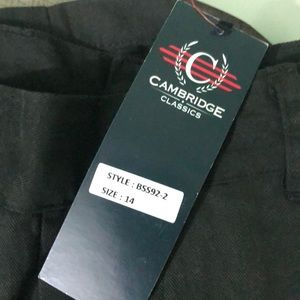 C
CAMBRIDGE
CLASSICS
STYLE : BS592-2
SIZE : 14